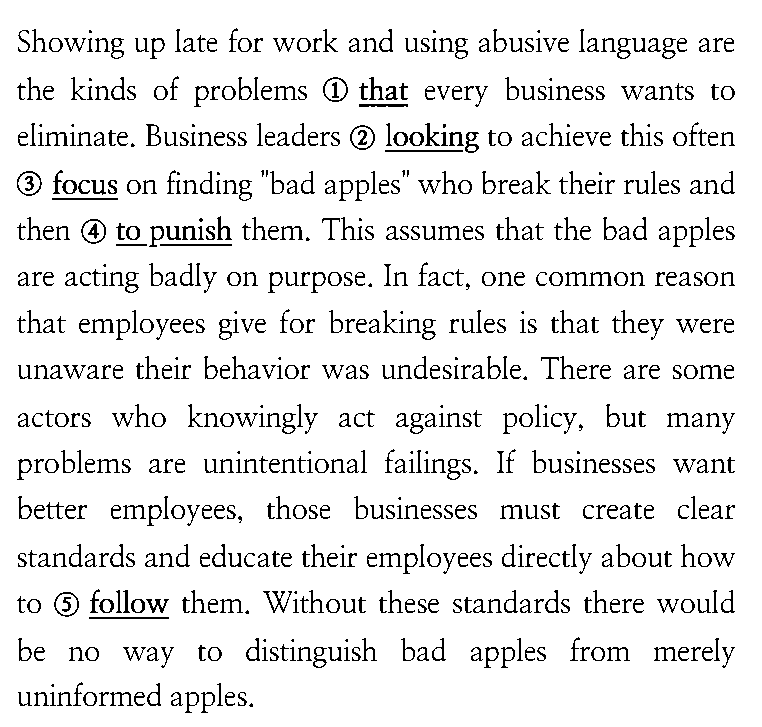 Showing up late for work and using abusive language are
the kinds of problems ① that every business wants to
eliminate. Business leaders ② looking to achieve this often
③ focus on finding "bad apples" who break their rules and
then ④ to punish them. This assumes that the bad apples
are acting badly on purpose. In fact, one common reason
that employees give for breaking rules is that they were
unaware their behavior was undesirable. There are some
actors who knowingly act against policy, but many
problems are unintentional failings. If businesses want
better employees, those businesses must create clear
standards and educate their employees directly about how
to ⑤ follow them. Without these standards there would
be no way to distinguish bad apples from merely
uninformed apples.